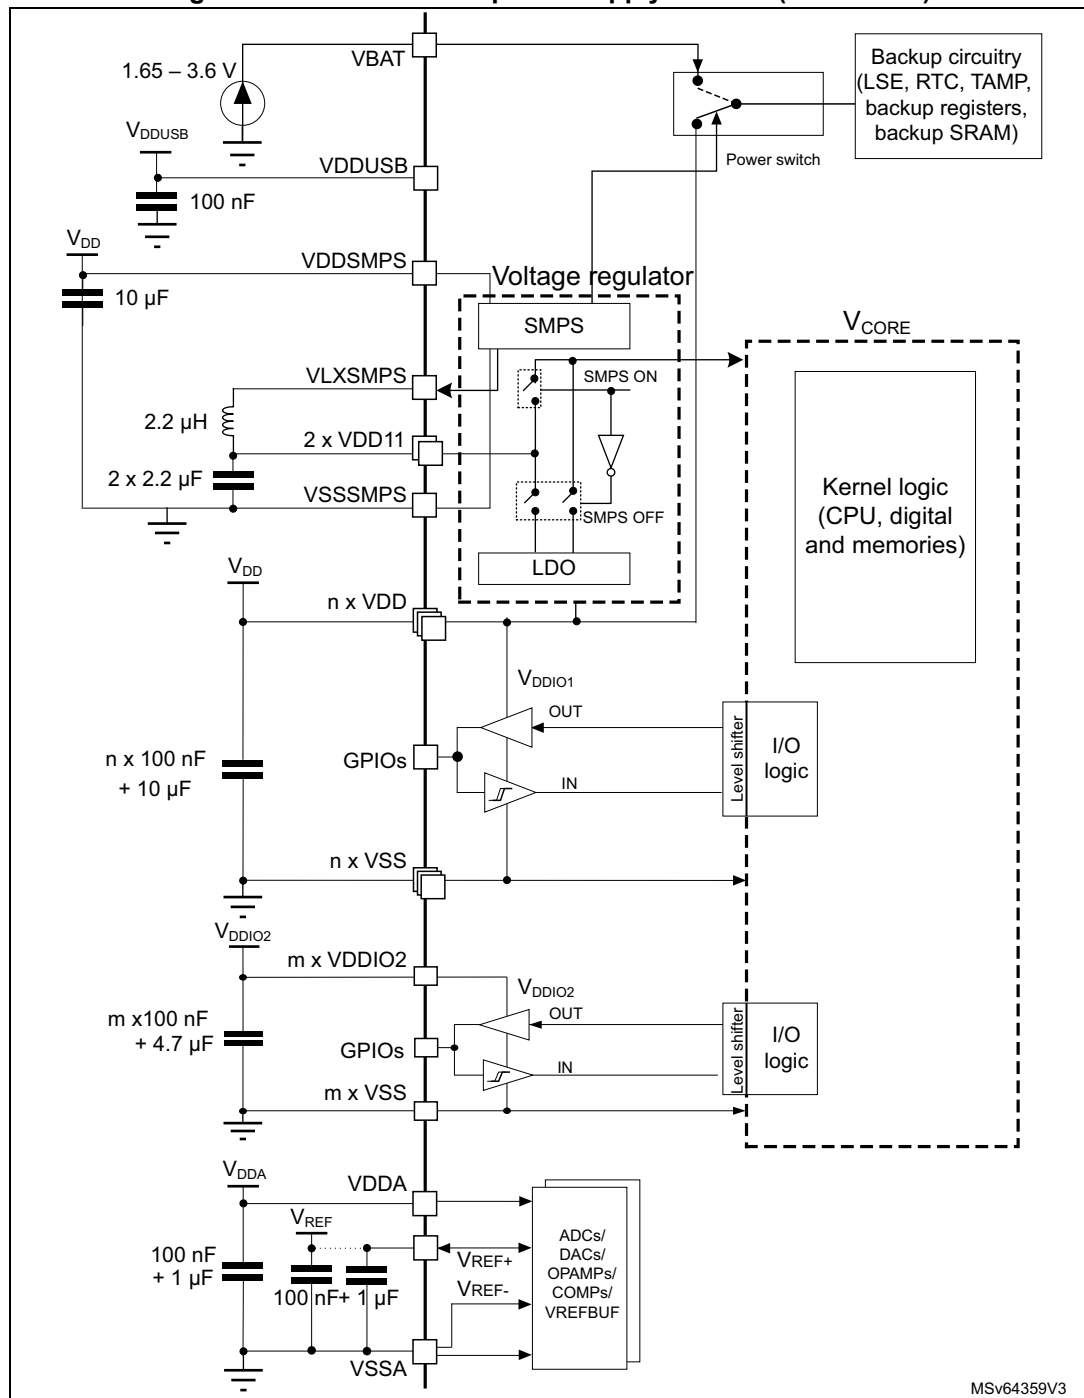 VBAT
1.65 – 3.6 V
Backup circuitry
(LSE, RTC, TAMP,
backup registers,
backup SRAM)
Power switch
VDDUSB
VDDUSB
100 nF
VDD
VDDSMPS
10 µF
Voltage regulator
SMPS
VCORE
VLXSMPS
SMPS ON
2.2 µH
2 x VDD11
2 x 2.2 µF
VSSSMPS
SMPS OFF
LDO
Kernel logic
(CPU, digital
and memories)
VDD
n x VDD
VDDIO1
OUT
GPIOs
IN
Level shifter
I/O
logic
n x 100 nF
+ 10 µF
n x VSS
VDDIO2
m x VDDIO2
VDDIO2
OUT
m x100 nF
+ 4.7 µF
GPIOs
IN
Level shifter
I/O
logic
m x VSS
VDDA
VDDA
VREF
100 nF
+ 1 µF
100 nF
+ 1 µF
VREF+
VREF-
ADCs/
DACs/
OPAMPs/
COMPs/
VREFBUF
VSSA
MSv64359V3